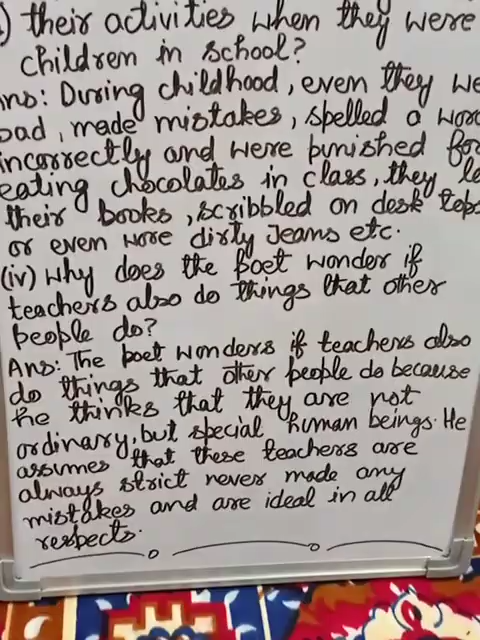 ) their activities when they were
children in school?
ns: During childhood, even they we
bad, made mistakes, spelled a word
incorrectly and were punished for
eating chocolates in class, they le
their books, scribbled on desk tops
or even wore dirty Jeans etc.
(iv) why does the poet wonder if
teachers also do things that other
people do?
Ans: The poet wonders if teachers also
do things that other people do because
he thinks that they are not
ordinary, but special human beings. He
assumes that these teachers are
always strict never made any
mistakes and are ideal in all
respects.